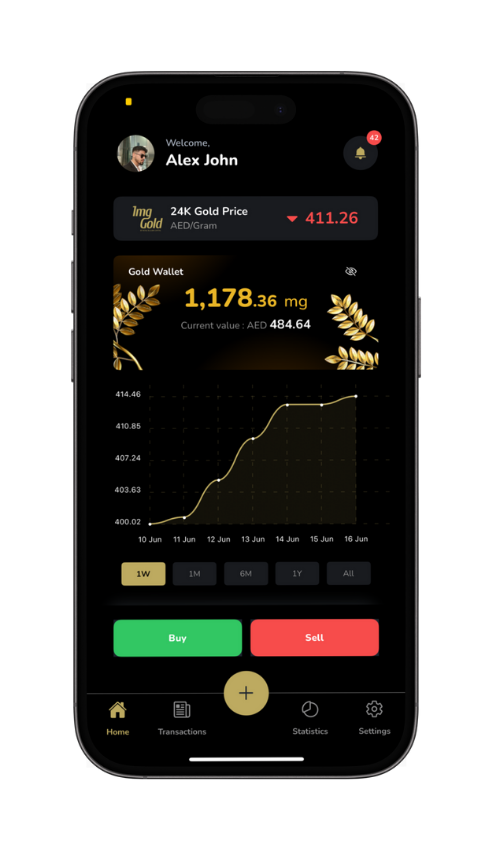 Welcome,
Alex John
42
1mg
Gold
24K Gold Price
AED/Gram
411.26
Gold Wallet
1,178.36 mg
Current value : AED 484.64
414.46
410.85
407.24
403.63
400.02
10 Jun 11 Jun 12 Jun 13 Jun 14 Jun 15 Jun 16 Jun
1W 1M 6M 1Y All
Buy Sell
+
Home Transactions Statistics Settings